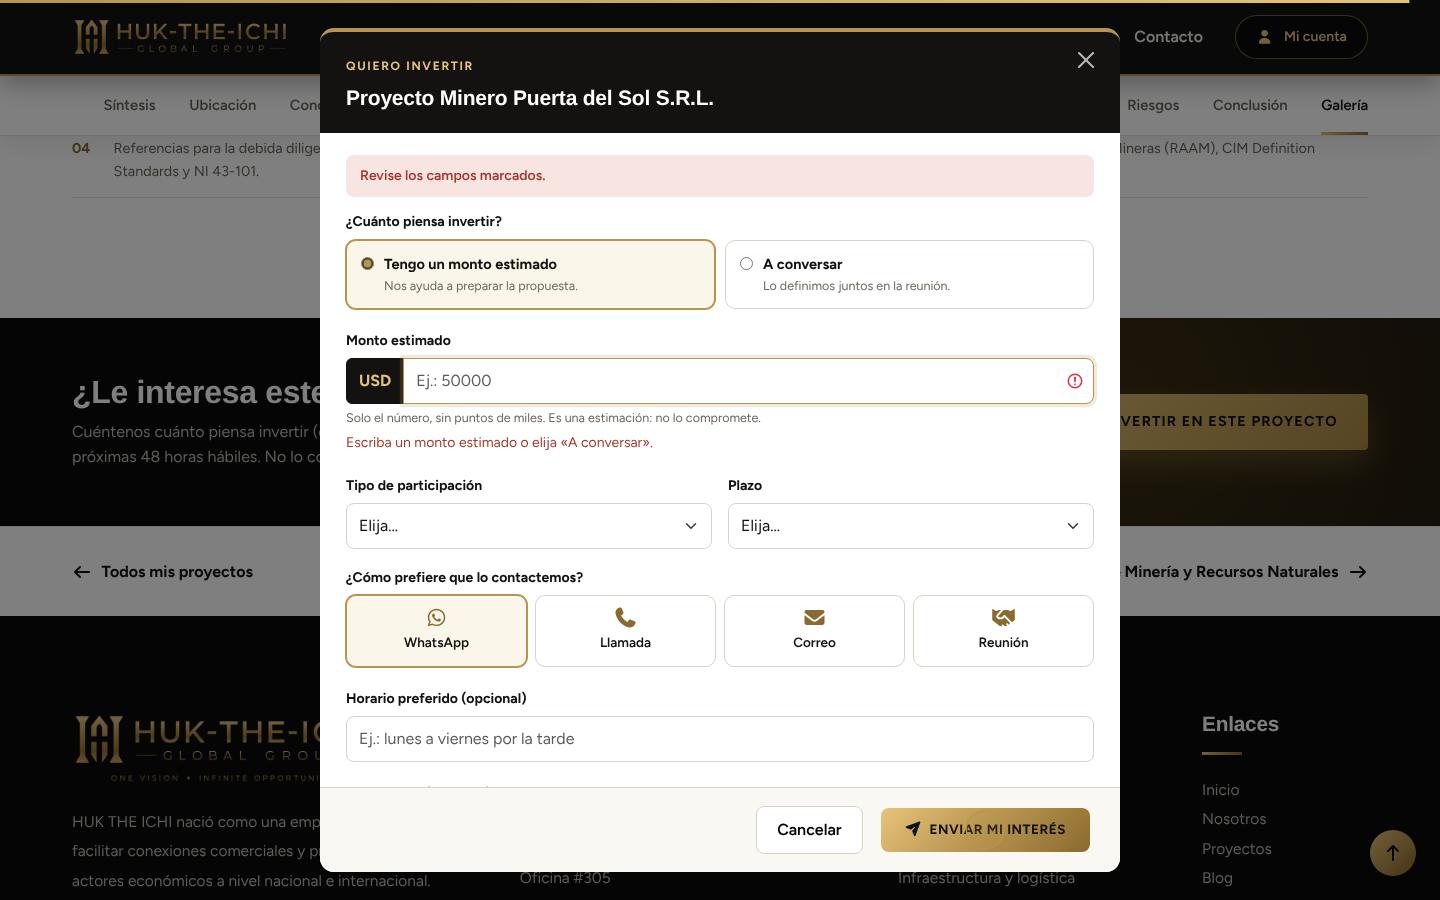 HUK-THE-ICHI
GLOBAL GROUP
Contacto
Mi cuenta
Síntesis
Ubicación
Riesgos
Conclusión
Galería
04
Referencias para la debida
Mineras (RAAM), CIM Definition
Standards y NI 43-101.
QUIERO INVERTIR
Proyecto Minero Puerta del Sol S.R.L.
Revise los campos marcados.
¿Cuánto piensa invertir?
Tengo un monto estimado
Nos ayuda a preparar la propuesta.
A conversar
Lo definimos juntos en la reunión.
Monto estimado
USD
Ej.: 50000
Solo el número, sin puntos de miles. Es una estimación: no lo compromete.
Escriba un monto estimado o elija «A conversar».
Tipo de participación
Plazo
Elija...
Elija...
¿Cómo prefiere que lo contactemos?
WhatsApp
Llamada
Correo
Reunión
Horario preferido (opcional)
Ej.: lunes a viernes por la tarde
Cancelar
ENVIAR MI INTERÉS
¿Le interesa este
Cuéntenos cuánto piensa invertir
próximas 48 horas hábiles. No lo
VERTIR EN ESTE PROYECTO
Todos mis proyectos
Minería y Recursos Naturales
HUK-THE-
GLOBAL
ONE VISION • INFINITE
HUK THE ICHI nació como una
facilitar conexiones comerciales y
actores económicos a nivel nacional e internacional.
Oficina #305
Infraestructura y logística
Enlaces
Inicio
Nosotros
Proyectos
Blog